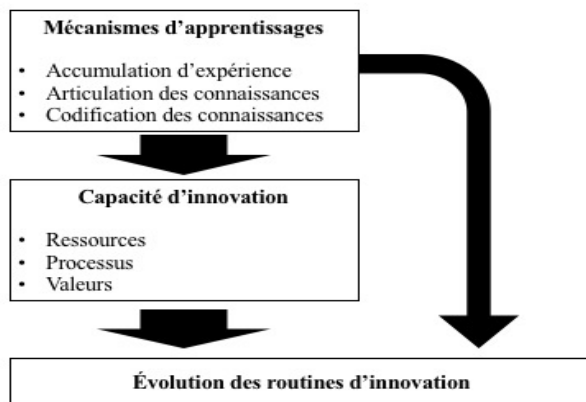 Mécanismes d’apprentissages
• Accumulation d’expérience
• Articulation des connaissances
• Codification des connaissances
Capacité d’innovation
• Ressources
• Processus
• Valeurs
Évolution des routines d’innovation